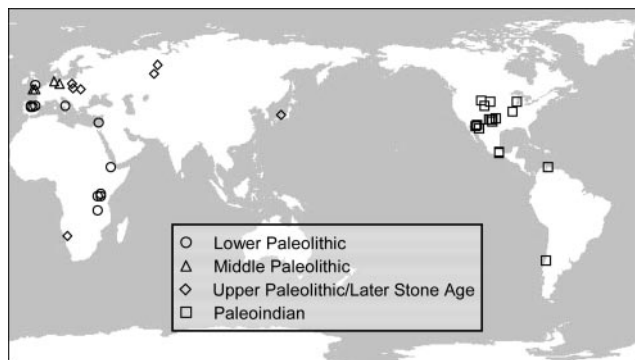 Lower Paleolithic
Middle Paleolithic
Upper Paleolithic/Later Stone Age
Paleoindian